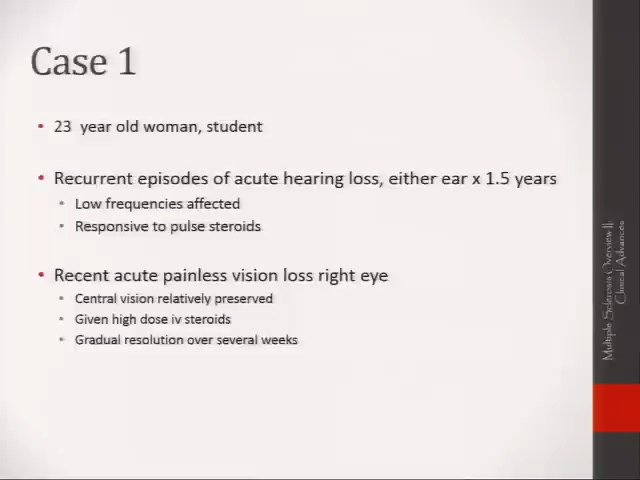 Case 1
• 23 year old woman, student
• Recurrent episodes of acute hearing loss, either ear x 1.5 years
• Low frequencies affected
• Responsive to pulse steroids
• Recent acute painless vision loss right eye
• Central vision relatively preserved
• Given high dose iv steroids
• Gradual resolution over several weeks
Multiple Sclerosis Overview II:
Clinical Advances